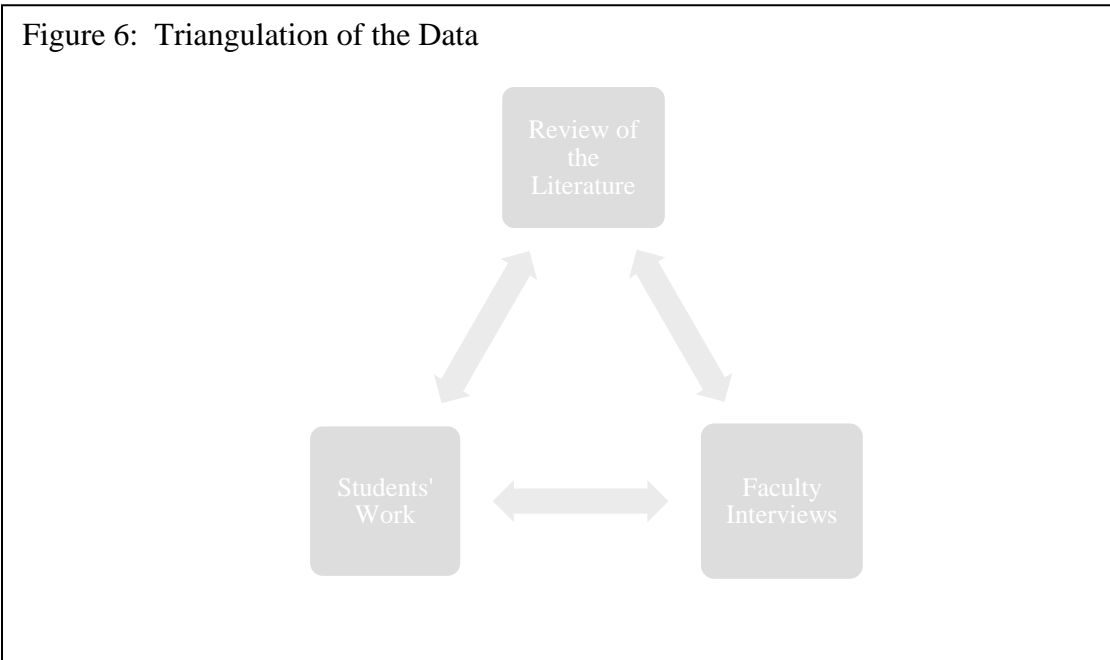 Figure 6:  Triangulation of the Data
Review of
the
Literature
Students'
Work
Faculty
Interviews